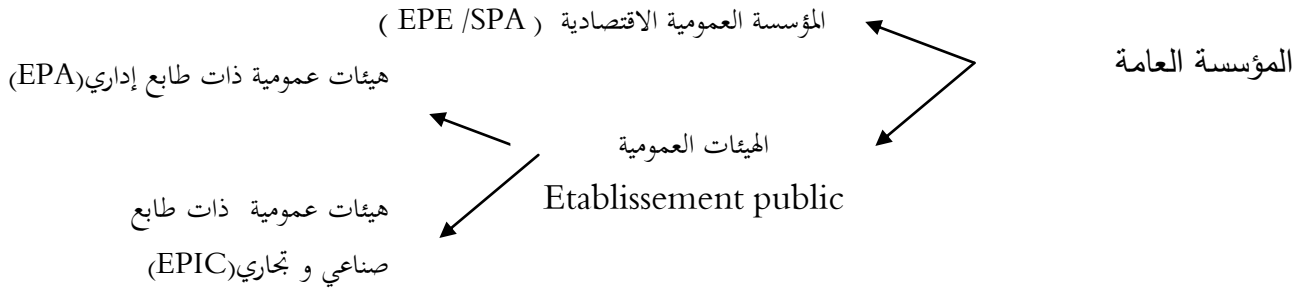 المؤسسة العامة
المؤسسة العمومية الاقتصادية ( EPE /SPA )
الهيئات العمومية
Etablissement public
هيئات عمومية ذات طابع إداري(EPA)
هيئات عمومية ذات طابع
صناعي و تجاري(EPIC)